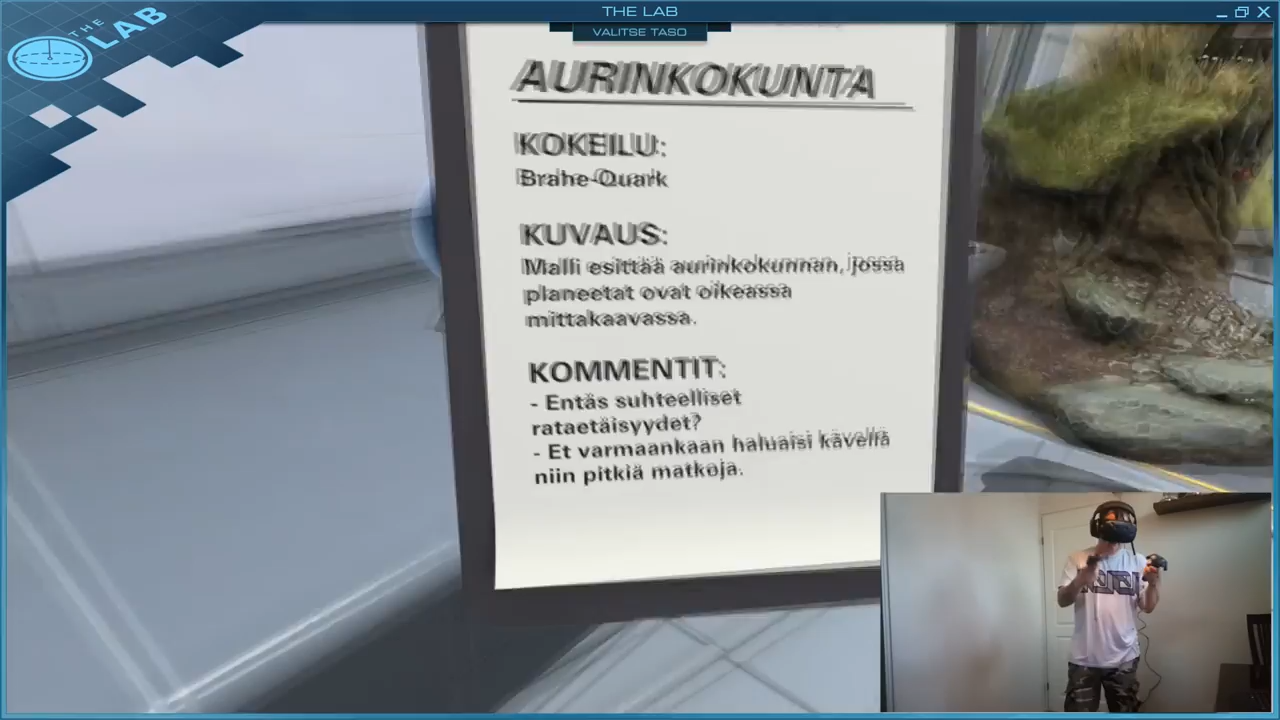 THE LAB
VALITSE TASO
THE
LAB
AURINKOKUNTA
KOKEILU:
Brahe-Quark
KUVAUS:
Malli esittää aurinkokunnan, jossa
planeetat ovat oikeassa
mittakaavassa.
KOMMENTIT:
- Entäs suhteelliset
rataetäisyydet?
- Et varmaankaan haluaisi kävellä
niin pitkiä matkoja.